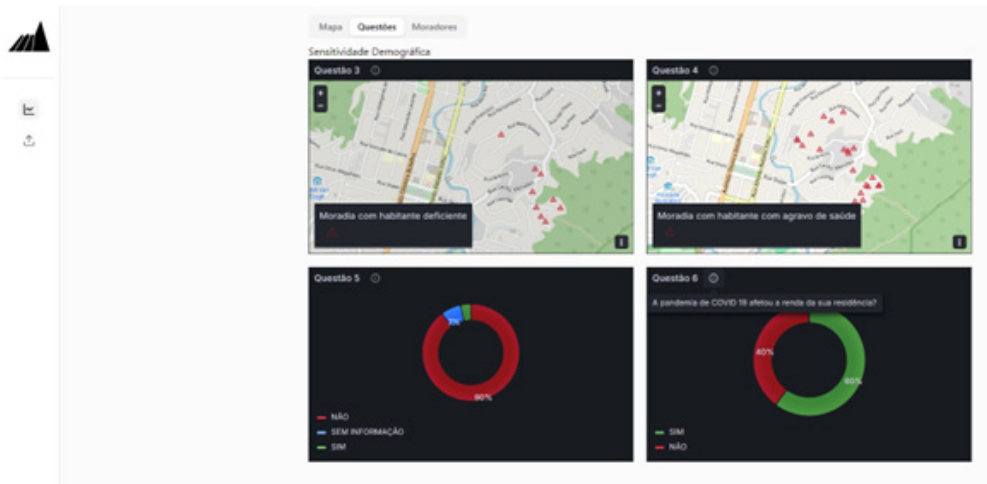 Mapa Questões Moradores
Sensitividade Demográfica
Questão 3
+
−
Moradia com habitante deficiente
i
Questão 4
+
−
Moradia com habitante com agravo de saúde
i
Questão 5
7%
90%
NÃO
SEM INFORMAÇÃO
SIM
Questão 6
A pandemia de COVID 19 afetou a renda da sua residência?
40%
60%
SIM
NÃO